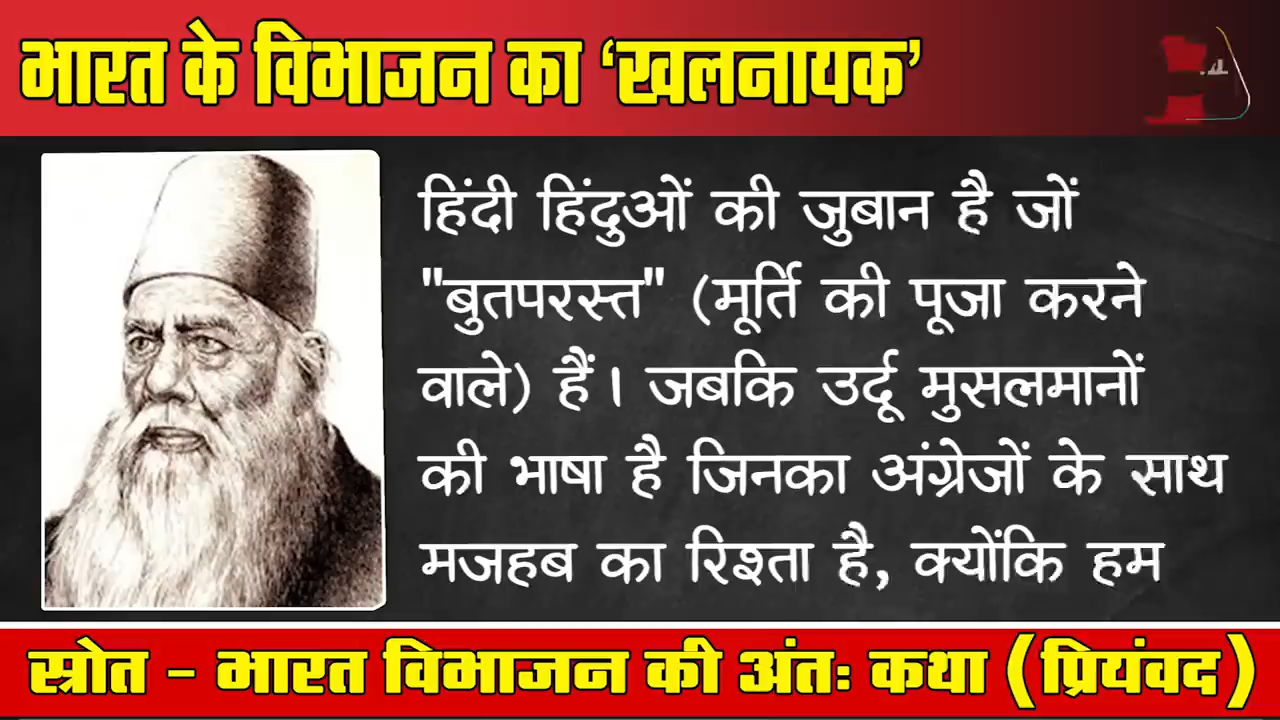 भारत के विभाजन का ‘खलनायक’
हिंदी हिंदुओं की जुबान है जों
"बुतपरस्त" (मूर्ति की पूजा करने
वाले) हैं। जबकि उर्दू मुसलमानों
की भाषा है जिनका अंग्रेजों के साथ
मजहब का रिश्ता है, क्योंकि हम
स्रोत - भारत विभाजन की अंतः कथा (प्रियंवद)